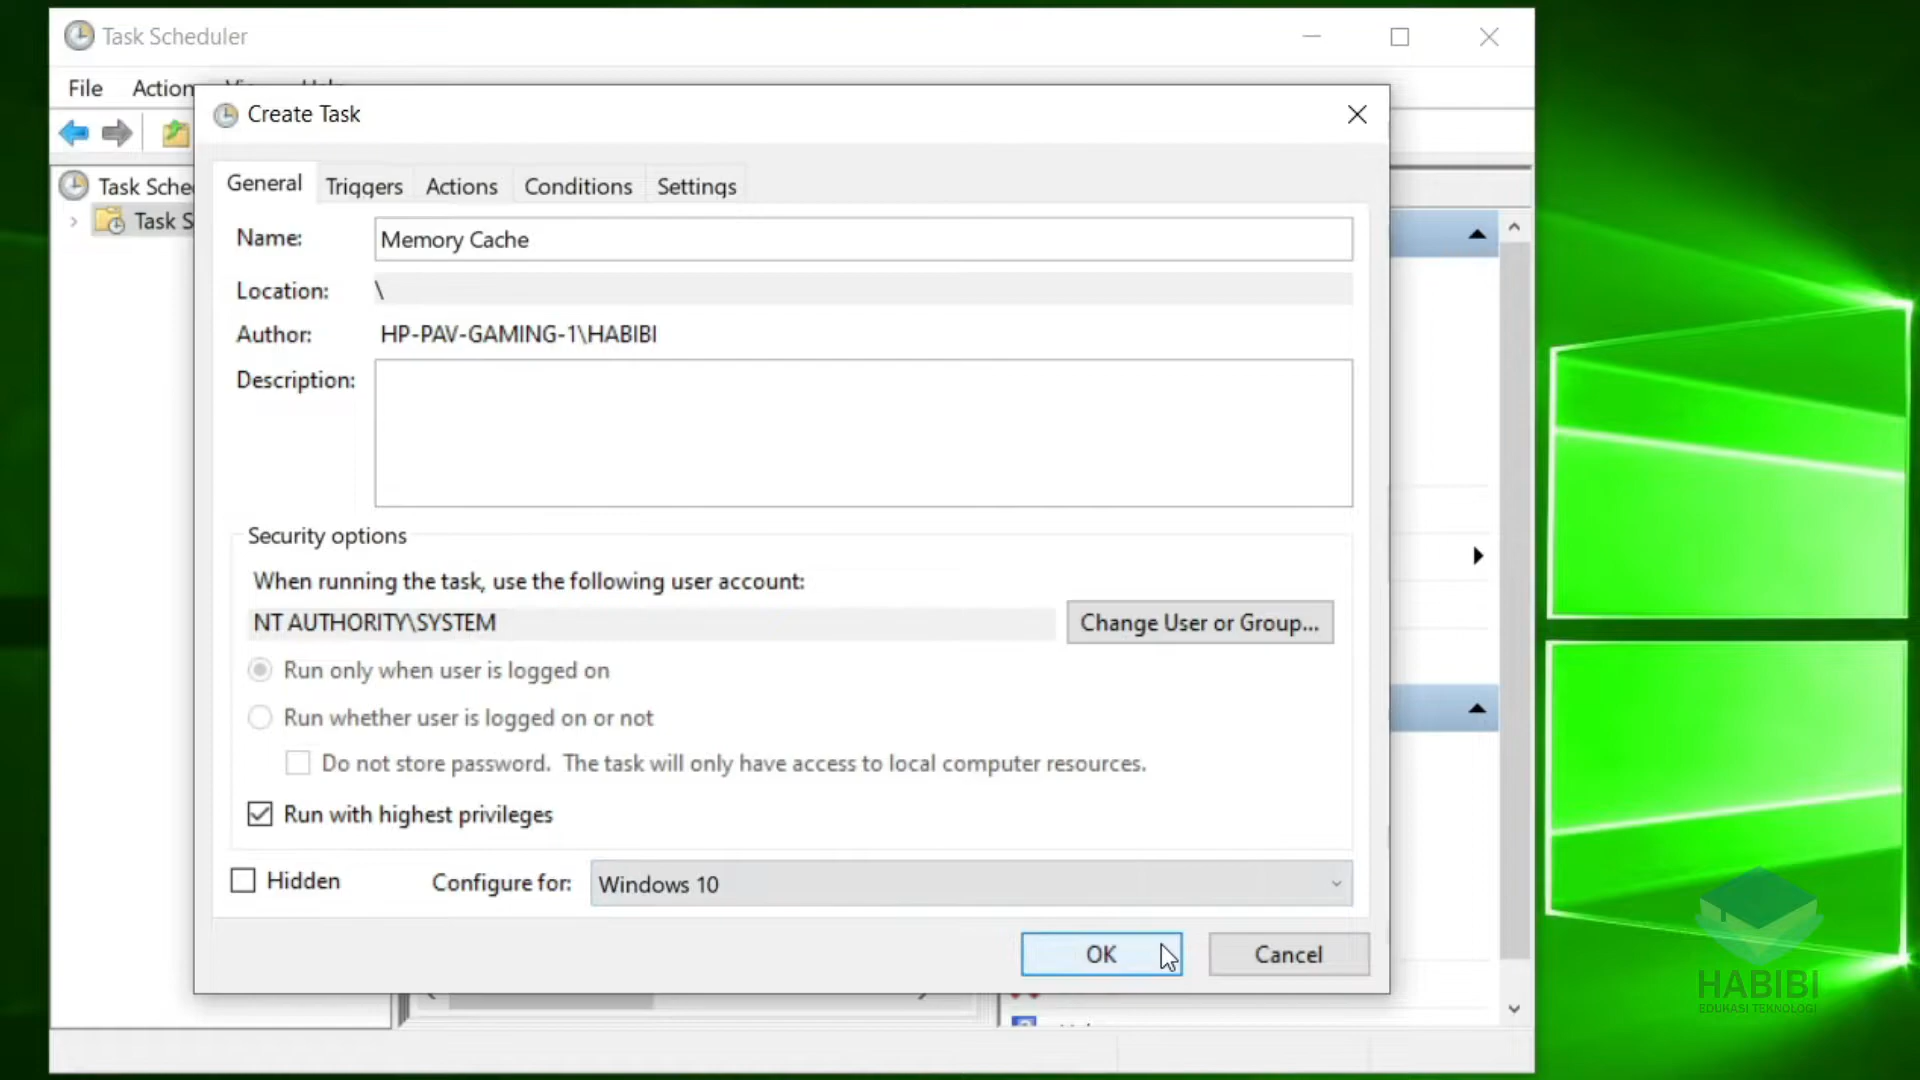 Task Scheduler
File Action
Create Task
Task Sche
Task S
General Triggers Actions Conditions Settings
Name: Memory Cache
Location: \
Author: HP-PAV-GAMING-1\HABIBI
Description:
Security options
When running the task, use the following user account:
NT AUTHORITY\SYSTEM Change User or Group...
Run only when user is logged on
Run whether user is logged on or not
Do not store password. The task will only have access to local computer resources.
Run with highest privileges
Hidden Configure for: Windows 10
OK Cancel
HABIBI
EDUKASI TEKNOLOGI